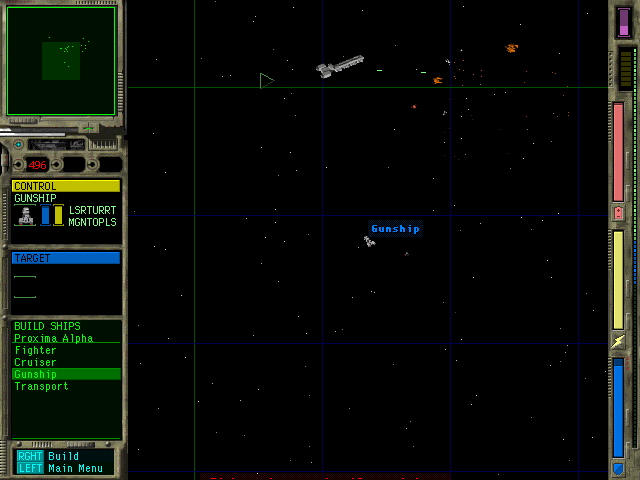 496
CONTROL
GUNSHIP
LSRTURRT
MGNTOPLS
TARGET
BUILD SHIPS
Proxima Alpha
Fighter
Cruiser
Gunship
Transport
RGHT Build
LEFT Main Menu
Gunship